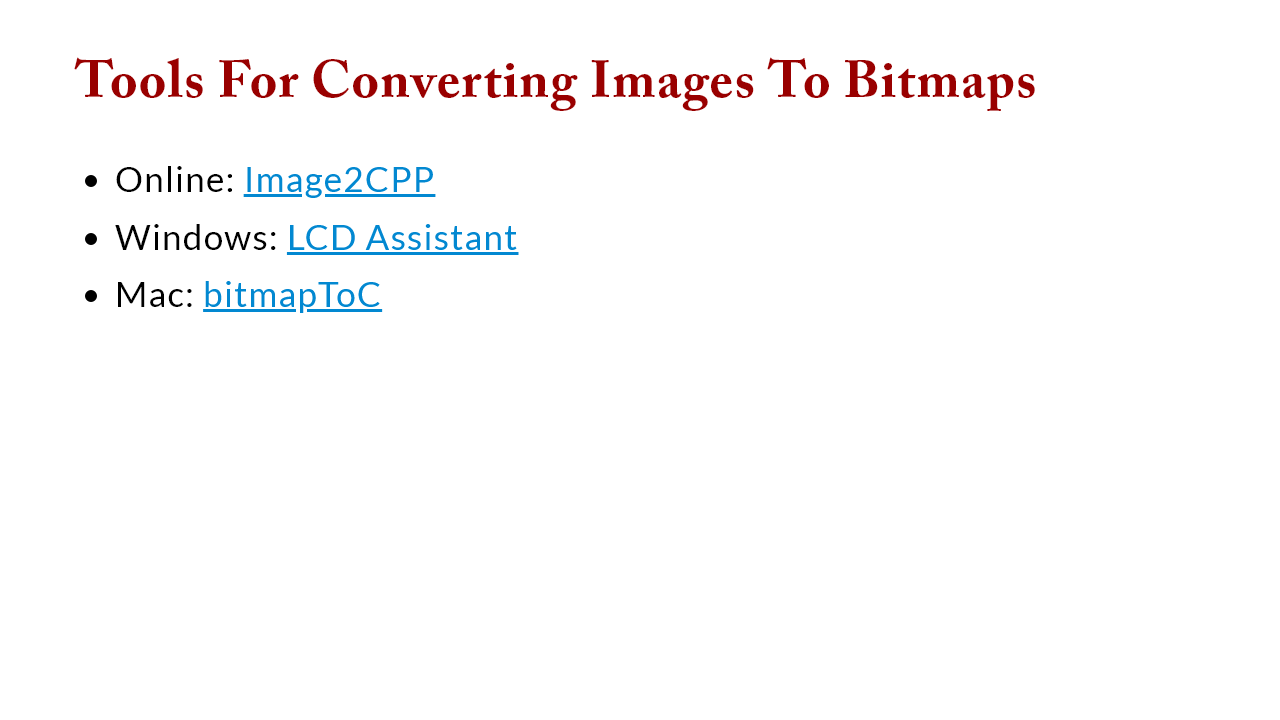 Tools For Converting Images To Bitmaps
• Online: Image2CPP
• Windows: LCD Assistant
• Mac: bitmapToC